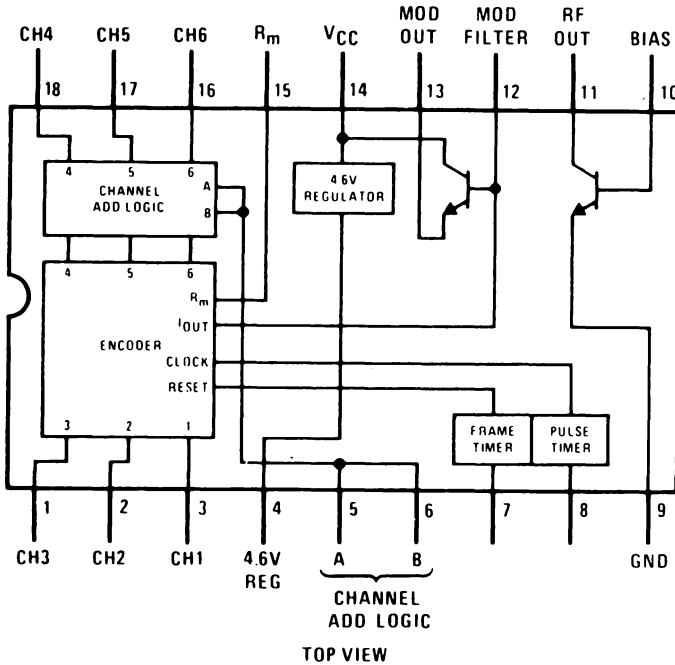 CH4 CH5 CH6 Rm VCC MOD OUT MOD FILTER RF OUT BIAS
18 17 16 15 14 13 12 11 10
4 5 6
CHANNEL ADD LOGIC
A
B
4.6V REGULATOR
4 5 6
Rm
IOUT
ENCODER
CLOCK
RESET
3 2 1
FRAME TIMER
PULSE TIMER
1 2 3 4 5 6 7 8 9
CH3 CH2 CH1 4.6V REG A B GND
CHANNEL
ADD LOGIC
TOP VIEW